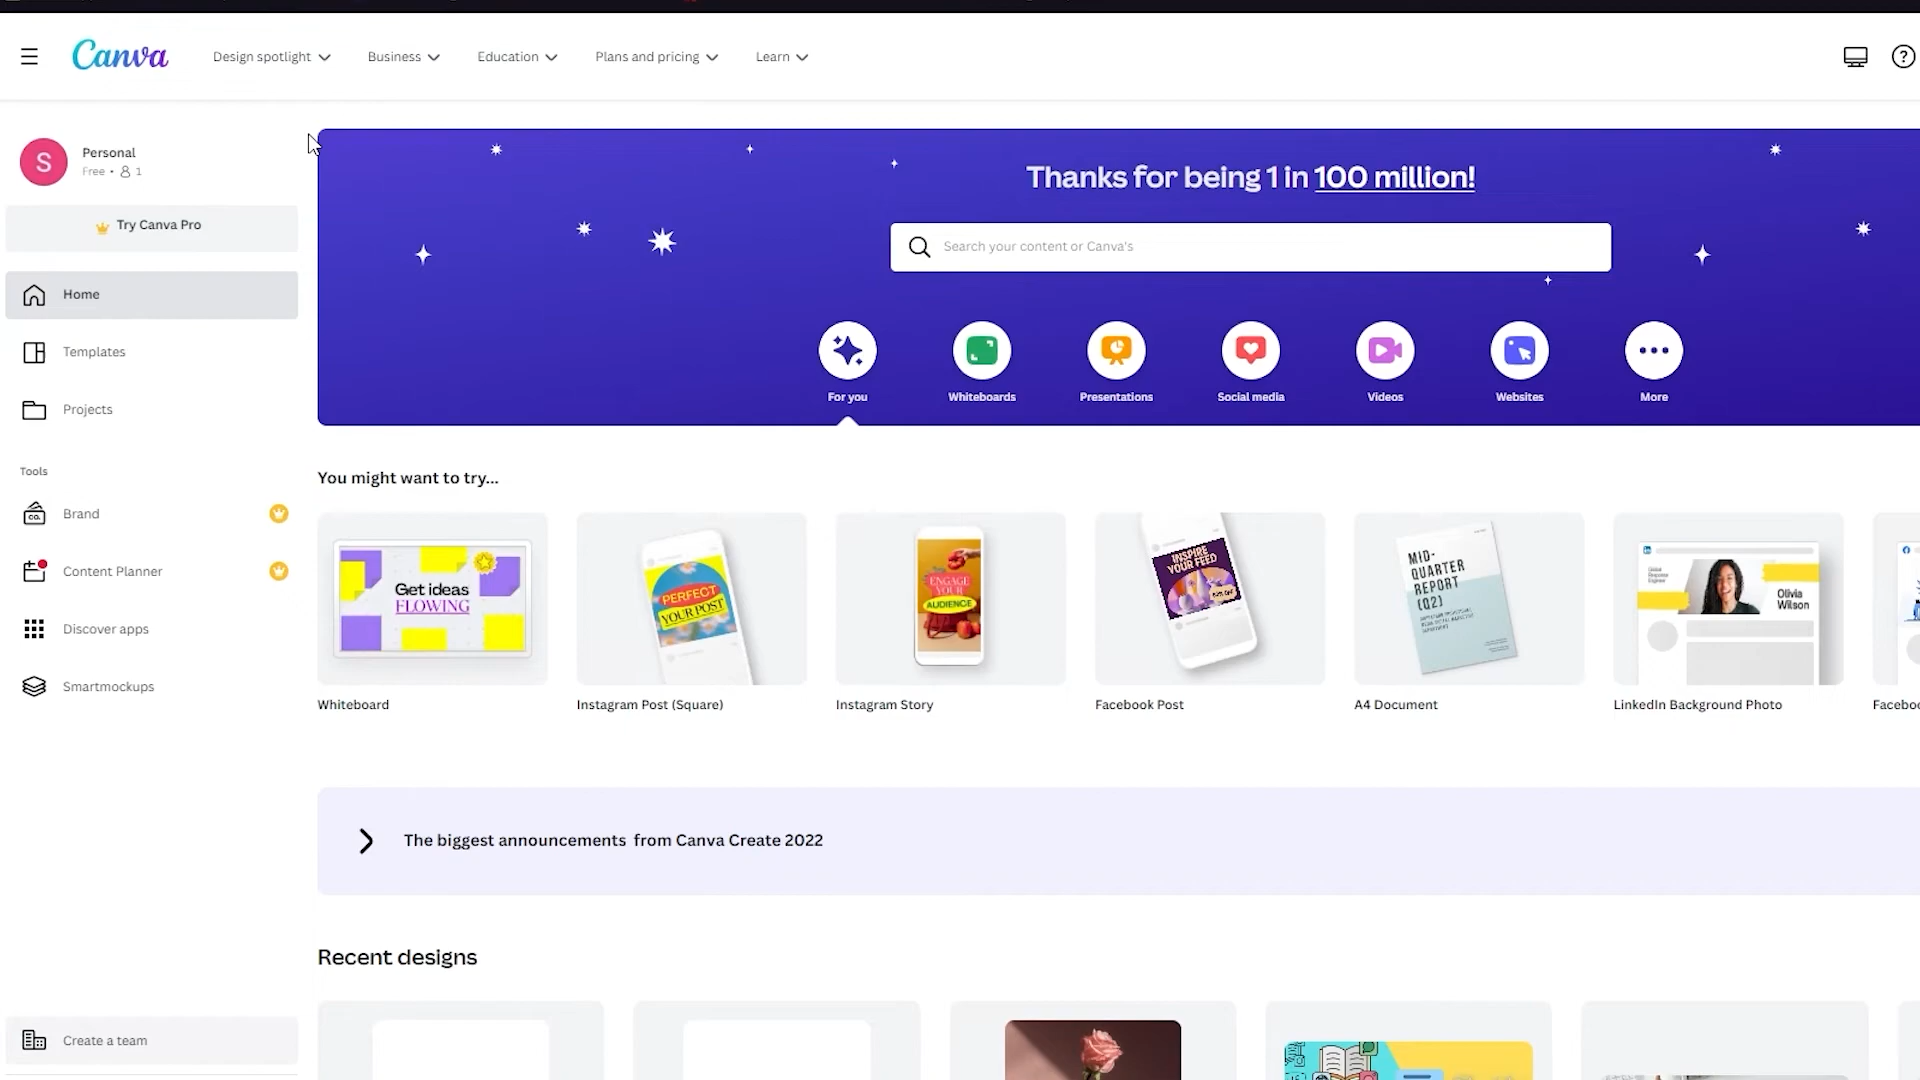 Canva
Design spotlight
Business
Education
Plans and pricing
Learn
?
S
Personal
Free • 1
Try Canva Pro
Home
Templates
Projects
Tools
CO.
Brand
Content Planner
Discover apps
Smartmockups
Create a team
Thanks for being 1 in 100 million!
Search your content or Canva's
For you
Whiteboards
Presentations
Social media
Videos
Websites
More
You might want to try...
Get ideas
FLOWING
Whiteboard
PERFECT
YOUR POST
Instagram Post (Square)
ENGAGE
YOUR
AUDIENCE
Instagram Story
INSPIRE
YOUR FEED
Facebook Post
MID-
QUARTER
REPORT
(Q2)
A4 Document
Olivia
Wilson
LinkedIn Background Photo
Faceboo
The biggest announcements from Canva Create 2022
Recent designs